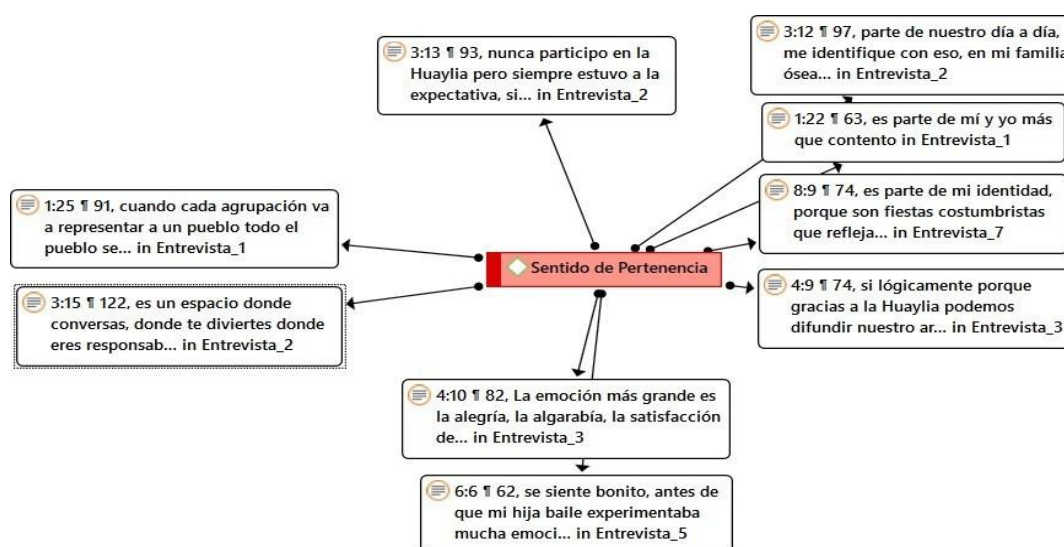 3:13 ¶ 93, nunca participo en la
Huaylia pero siempre estuvo a la
expectativa, si... in Entrevista_2
3:12 ¶ 97, parte de nuestro día a día,
me identifique con eso, en mi familia
ósea... in Entrevista_2
1:22 ¶ 63, es parte de mí y yo más
que contento in Entrevista_1
8:9 ¶ 74, es parte de mi identidad,
porque son fiestas costumbristas
que refleja... in Entrevista_7
1:25 ¶ 91, cuando cada agrupación va
a representar a un pueblo todo el
pueblo se... in Entrevista_1
Sentido de Pertenencia
3:15 ¶ 122, es un espacio donde
conversas, donde te diviertes donde
eres responsab... in Entrevista_2
4:9 ¶ 74, si lógicamente porque
gracias a la Huaylia podemos
difundir nuestro ar... in Entrevista_3
4:10 ¶ 82, La emoción más grande es
la alegría, la algarabía, la satisfacción
de... in Entrevista_3
6:6 ¶ 62, se siente bonito, antes de
que mi hija baile experimentaba
mucha emoci... in Entrevista_5